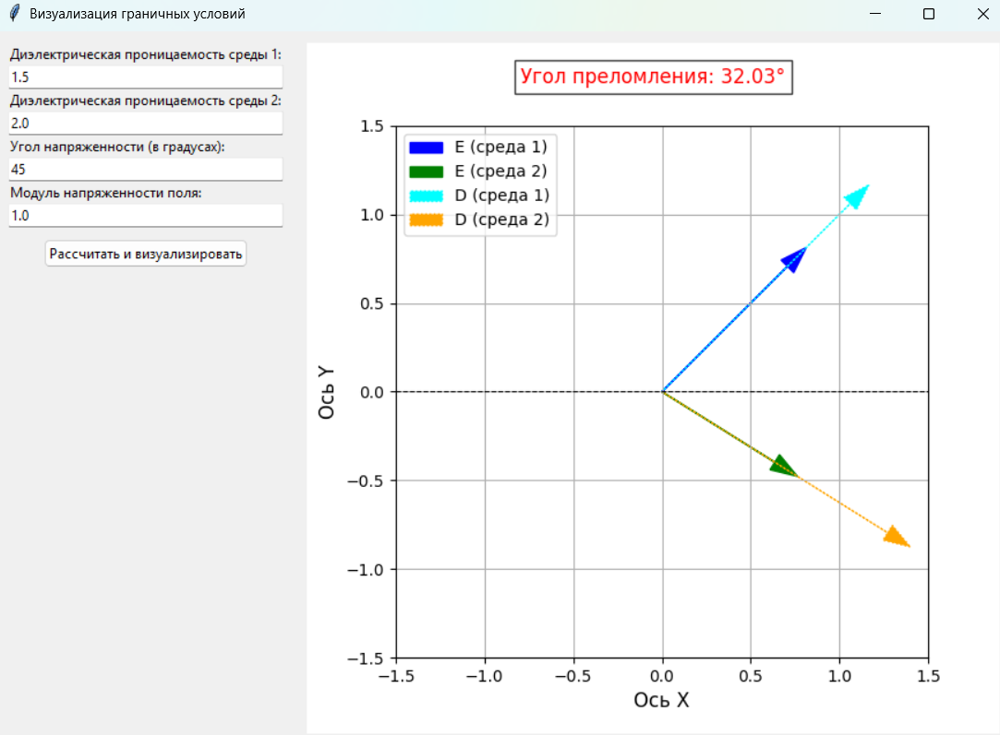 Визуализация граничных условий
Диэлектрическая проницаемость среды 1:
1.5
Диэлектрическая проницаемость среды 2:
2.0
Угол напряженности (в градусах):
45
Модуль напряженности поля:
1.0
Рассчитать и визуализировать
Угол преломления: 32.03°
E (среда 1)
E (среда 2)
D (среда 1)
D (среда 2)
1.5
1.0
0.5
0.0
−0.5
−1.0
−1.5
Ось Y
−1.5 −1.0 −0.5 0.0 0.5 1.0 1.5
Ось X